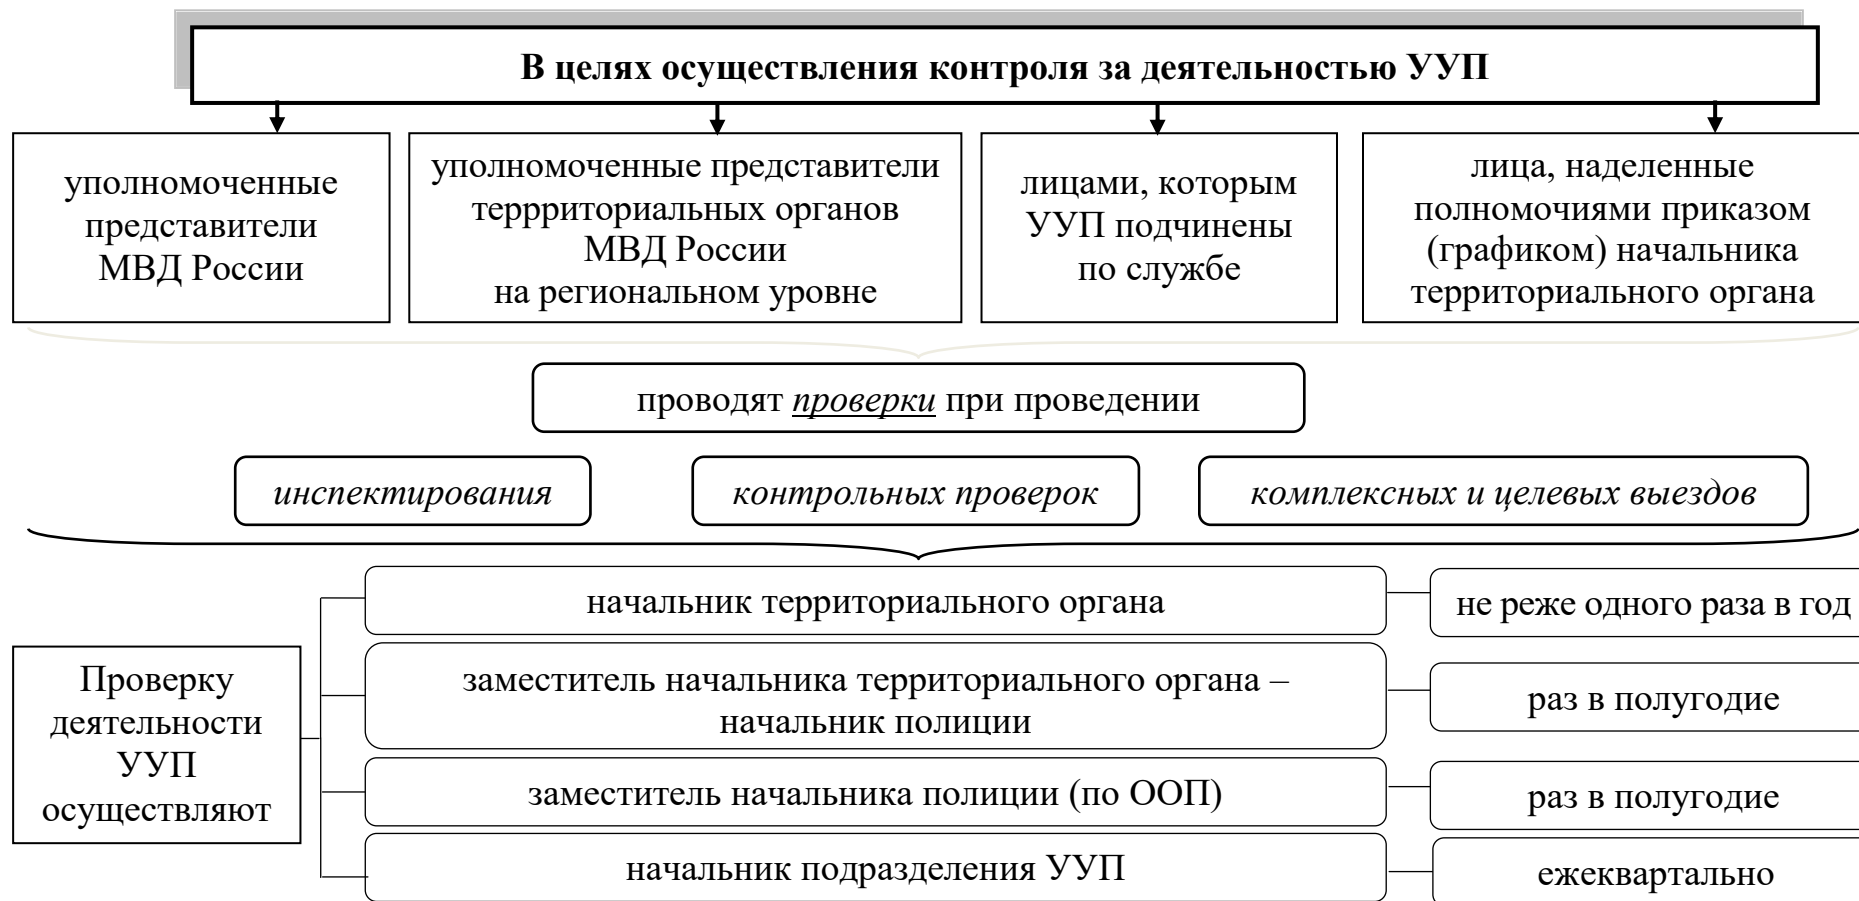 В целях осуществления контроля за деятельностью УУП
уполномоченные
представители
МВД России
уполномоченные представители
террриториальных органов
МВД России
на региональном уровне
лицами, которым
УУП подчинены
по службе
лица, наделенные
полномочиями приказом
(графиком) начальника
территориального органа
проводят проверки при проведении
инспектирования
контрольных проверок
комплексных и целевых выездов
Проверку
деятельности
УУП
осуществляют
начальник территориального органа
не реже одного раза в год
заместитель начальника территориального органа –
начальник полиции
раз в полугодие
заместитель начальника полиции (по ООП)
раз в полугодие
начальник подразделения УУП
ежеквартально